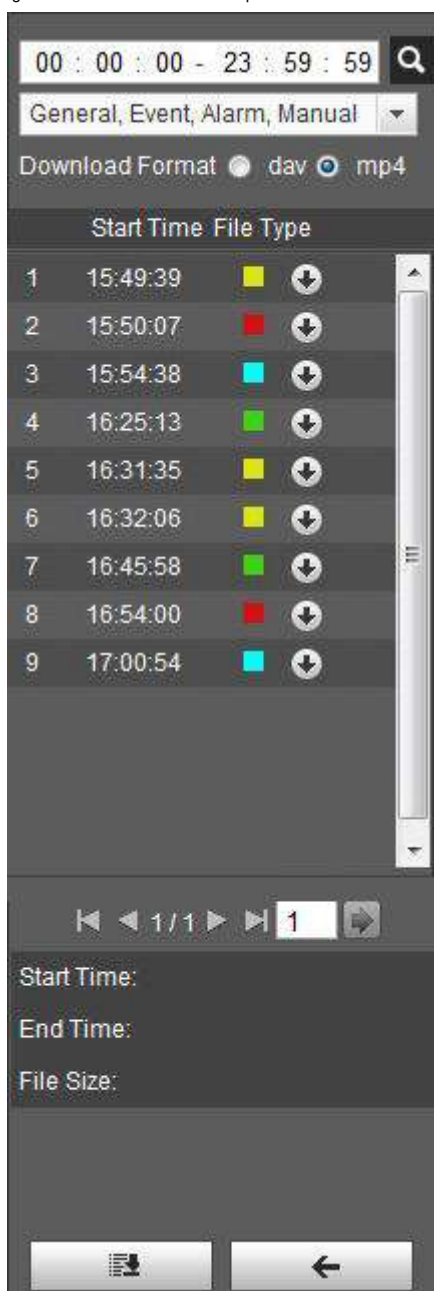 00 : 00 : 00 - 23 : 59 : 59
General, Event, Alarm, Manual
Download Format dav mp4
Start Time File Type
1 15:49:39
2 15:50:07
3 15:54:38
4 16:25:13
5 16:31:35
6 16:32:06
7 16:45:58
8 16:54:00
9 17:00:54
1 / 1 1
Start Time:
End Time:
File Size: